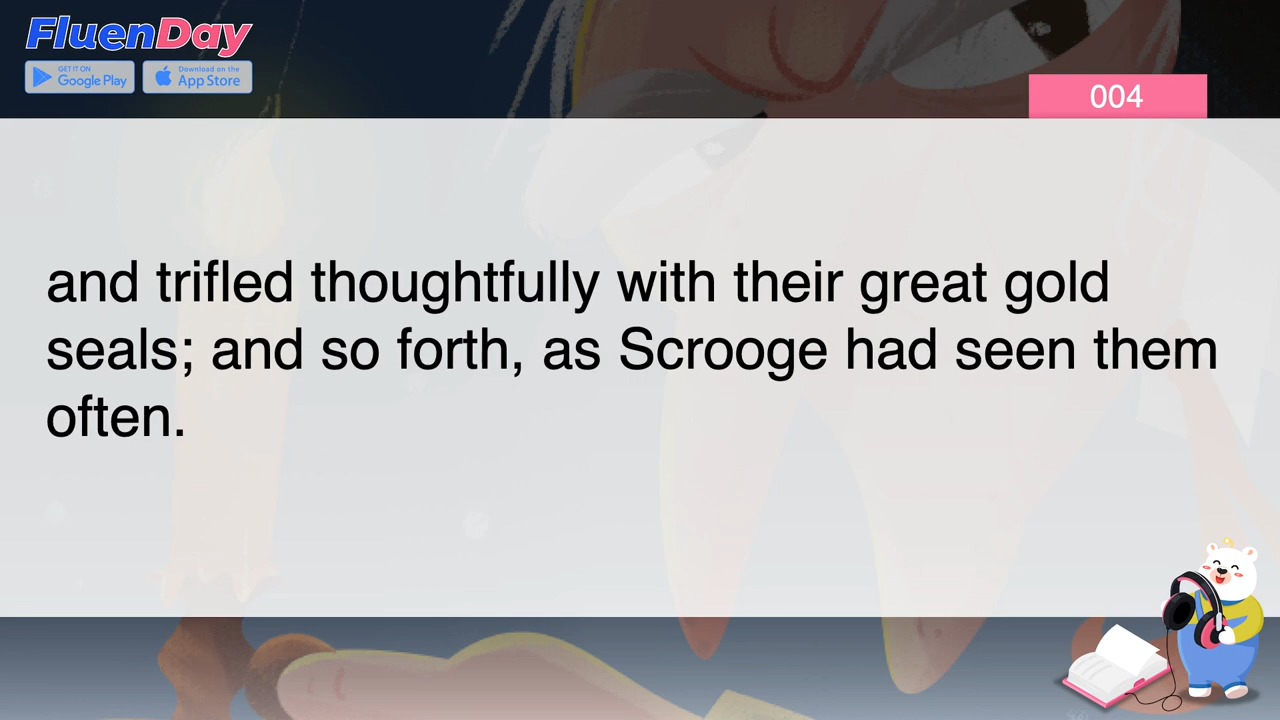 FluenDay
GET IT ON
Google Play
Download on the
App Store
004
and trifled thoughtfully with their great gold
seals; and so forth, as Scrooge had seen them
often.